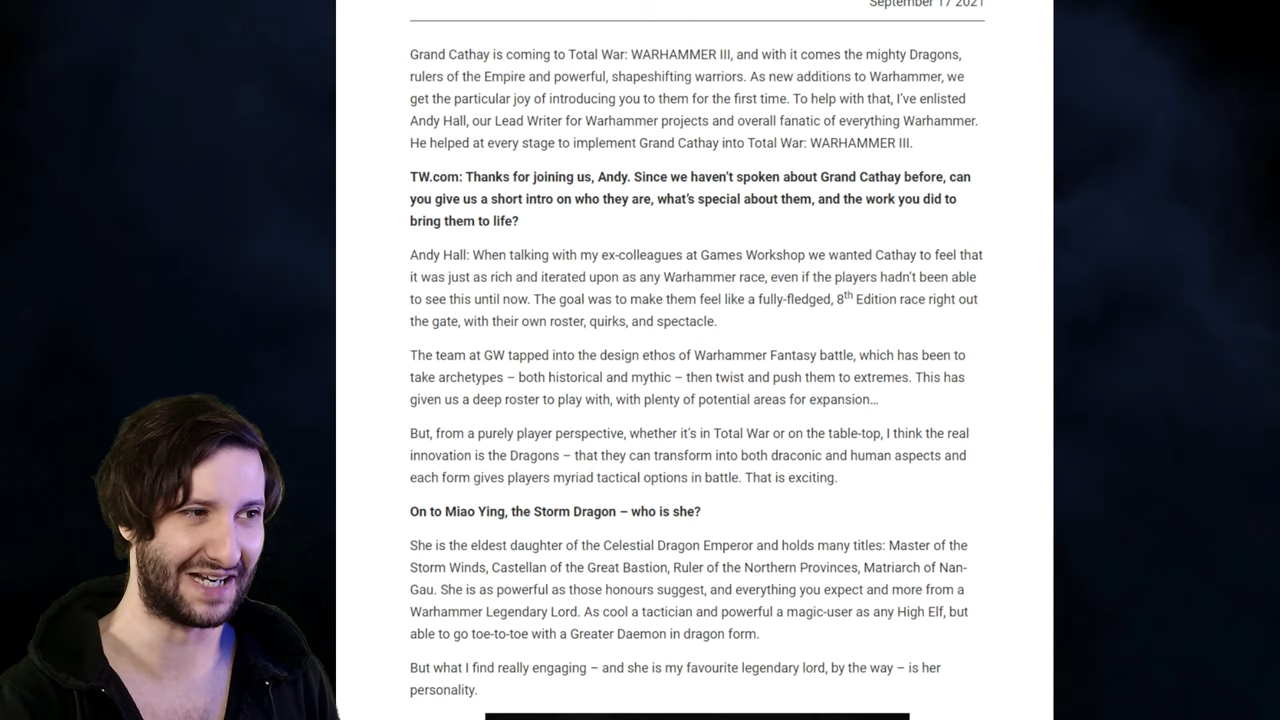 September 17 2021
Grand Cathay is coming to Total War: WARHAMMER III, and with it comes the mighty Dragons,
rulers of the Empire and powerful, shapeshifting warriors. As new additions to Warhammer, we
get the particular joy of introducing you to them for the first time. To help with that, I’ve enlisted
Andy Hall, our Lead Writer for Warhammer projects and overall fanatic of everything Warhammer.
He helped at every stage to implement Grand Cathay into Total War: WARHAMMER III.
TW.com: Thanks for joining us, Andy. Since we haven’t spoken about Grand Cathay before, can
you give us a short intro on who they are, what’s special about them, and the work you did to
bring them to life?
Andy Hall: When talking with my ex-colleagues at Games Workshop we wanted Cathay to feel that
it was just as rich and iterated upon as any Warhammer race, even if the players hadn’t been able
to see this until now. The goal was to make them feel like a fully-fledged, 8th Edition race right out
the gate, with their own roster, quirks, and spectacle.
The team at GW tapped into the design ethos of Warhammer Fantasy battle, which has been to
take archetypes – both historical and mythic – then twist and push them to extremes. This has
given us a deep roster to play with, with plenty of potential areas for expansion…
But, from a purely player perspective, whether it’s in Total War or on the table-top, I think the real
innovation is the Dragons – that they can transform into both draconic and human aspects and
each form gives players myriad tactical options in battle. That is exciting.
On to Miao Ying, the Storm Dragon – who is she?
She is the eldest daughter of the Celestial Dragon Emperor and holds many titles: Master of the
Storm Winds, Castellan of the Great Bastion, Ruler of the Northern Provinces, Matriarch of Nan-
Gau. She is as powerful as those honours suggest, and everything you expect and more from a
Warhammer Legendary Lord. As cool a tactician and powerful a magic-user as any High Elf, but
able to go toe-to-toe with a Greater Daemon in dragon form.
But what I find really engaging – and she is my favourite legendary lord, by the way – is her
personality.